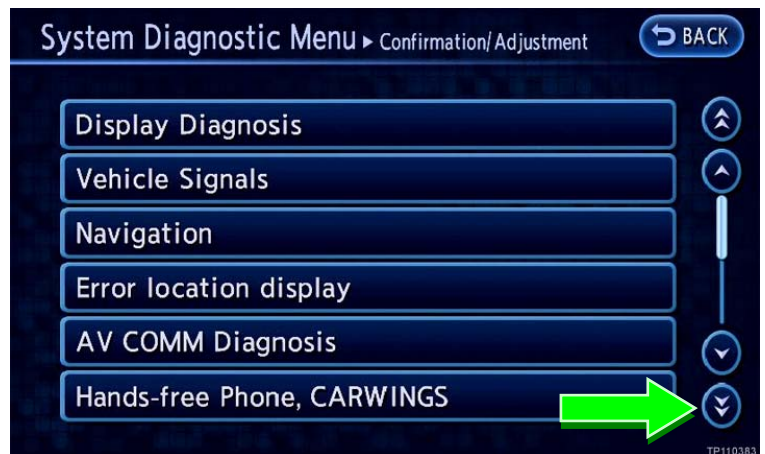 System Diagnostic Menu ▶ Confirmation/Adjustment BACK
Display Diagnosis
Vehicle Signals
Navigation
Error location display
AV COMM Diagnosis
Hands-free Phone, CARWINGS
TP110383